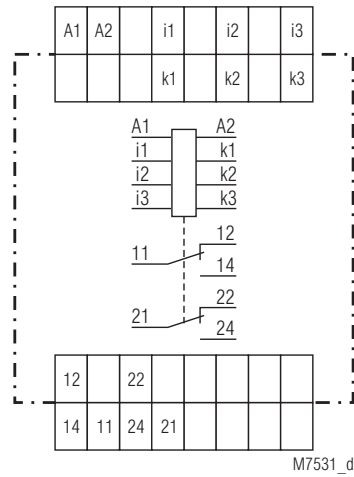 A1 A2 i1 i2 i3
k1 k2 k3
A1 A2
i1 k1
i2 k2
i3 k3
12
11
14
22
21
24
12 22
14 11 24 21
M7531_d